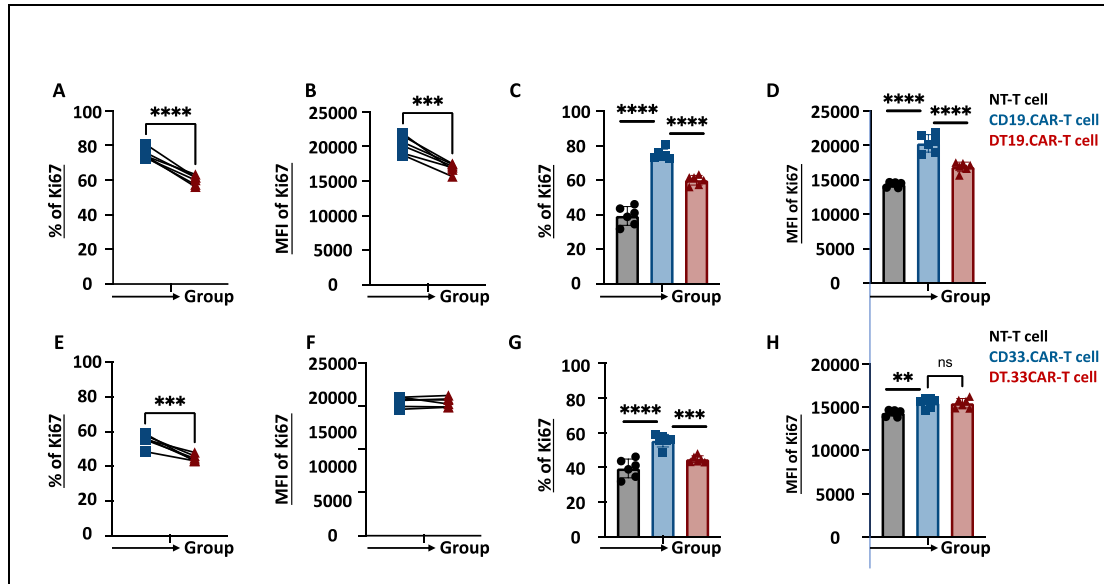 A
****
% of Ki67
100
80
60
40
20
0
Group
B
***
MFI of Ki67
25000
20000
15000
10000
5000
0
Group
C
****
****
% of Ki67
100
80
60
40
20
0
Group
D
****
****
MFI of Ki67
25000
20000
15000
10000
5000
0
Group
NT-T cell
CD19.CAR-T cell
DT19.CAR-T cell
E
***
% of Ki67
100
80
60
40
20
0
Group
F
MFI of Ki67
25000
20000
15000
10000
5000
0
Group
G
****
***
% of Ki67
100
80
60
40
20
0
Group
H
**
ns
MFI of Ki67
20000
15000
10000
5000
0
Group
NT-T cell
CD33.CAR-T cell
DT.33CAR-T cell